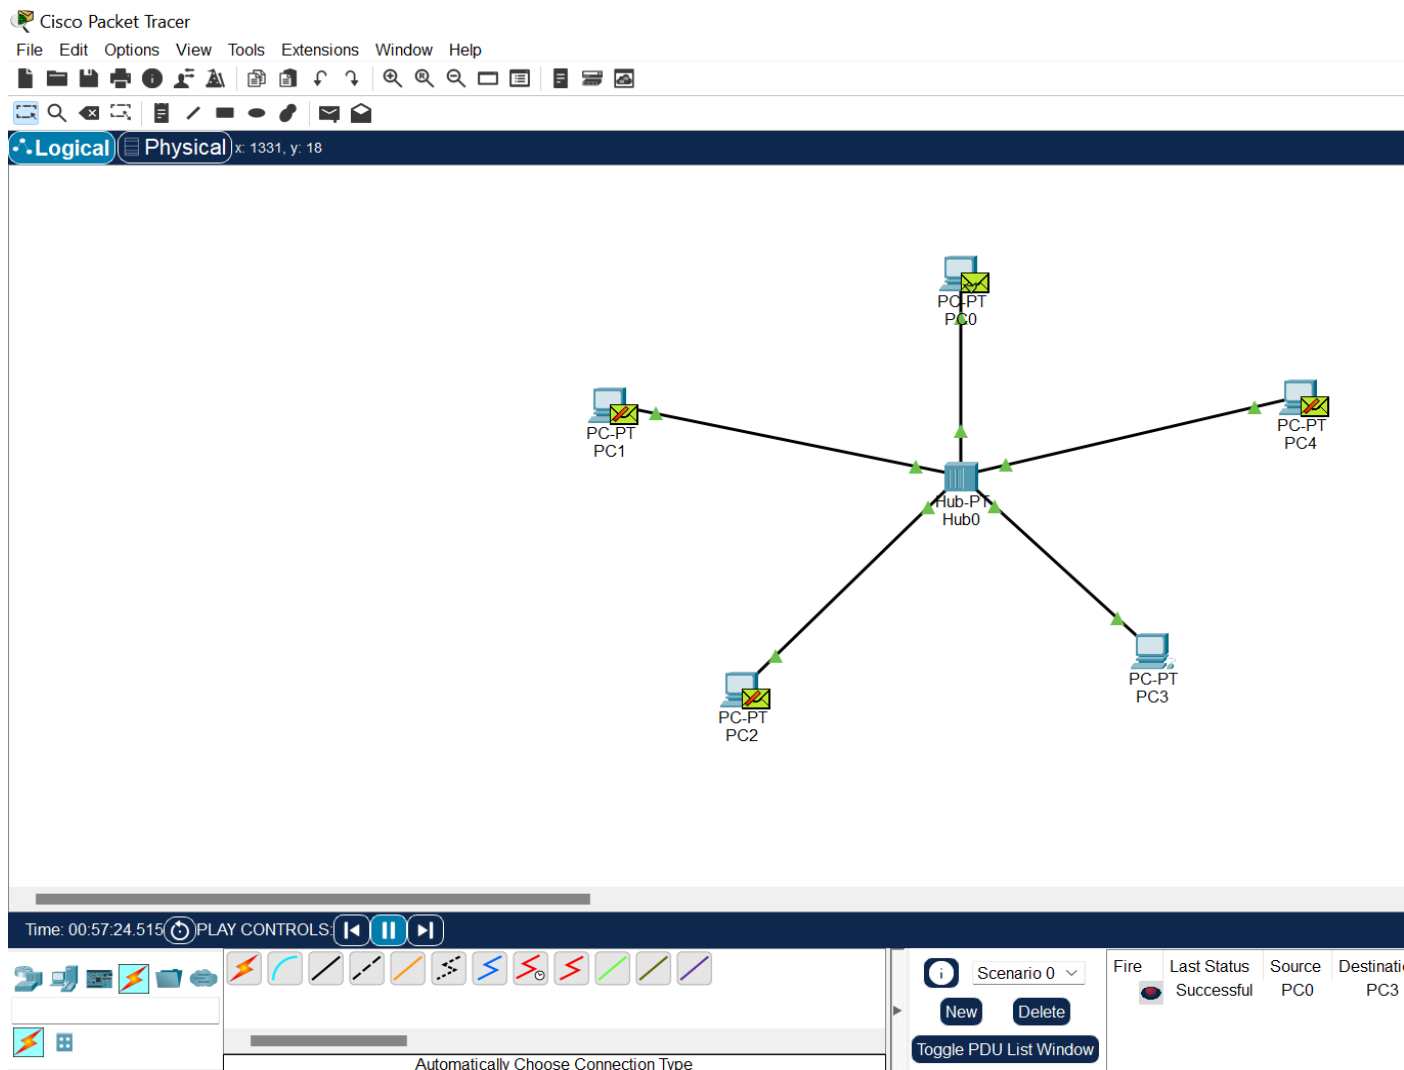 Cisco Packet Tracer
File Edit Options View Tools Extensions Window Help
Logical Physical x: 1331, y: 18
PC-PT
PC0
PC-PT
PC1
PC-PT
PC4
Hub-PT
Hub0
PC-PT
PC3
PC-PT
PC2
Time: 00:57:24.515 PLAY CONTROLS:
Scenario 0
New Delete
Toggle PDU List Window
Fire Last Status Source Destinati
Successful PC0 PC3
Automatically Choose Connection Type